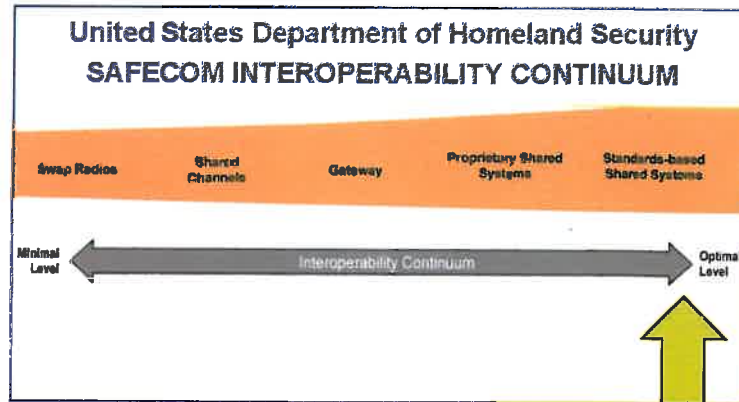 United States Department of Homeland Security
SAFECOM INTEROPERABILITY CONTINUUM
Swap Radios
Shared
Channels
Gateway
Proprietary Shared
Systems
Standards-based
Shared Systems
Minimal
Level
Interoperability Continuum
Optimal
Level